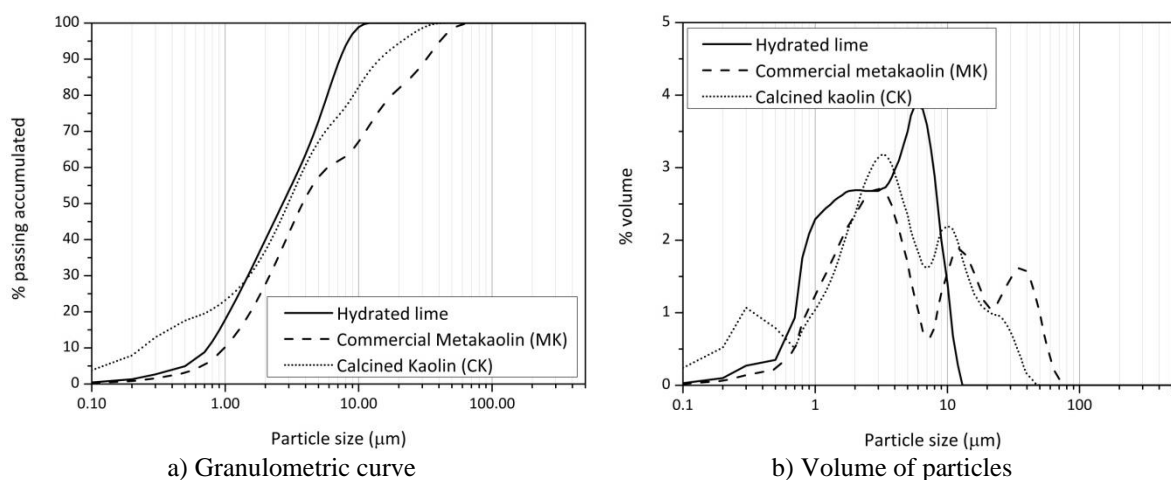 100
90
80
70
60
50
40
30
20
10
0
% passing accumulated
Hydrated lime
Commercial Metakaolin (MK)
Calcined Kaolin (CK)
0.10 1.00 10.00 100.00
Particle size (μm)
a) Granulometric curve
5
4
3
2
1
0
% volume
Hydrated lime
Commercial metakaolin (MK)
Calcined kaolin (CK)
0.1 1 10 100
Particle size (μm)
b) Volume of particles